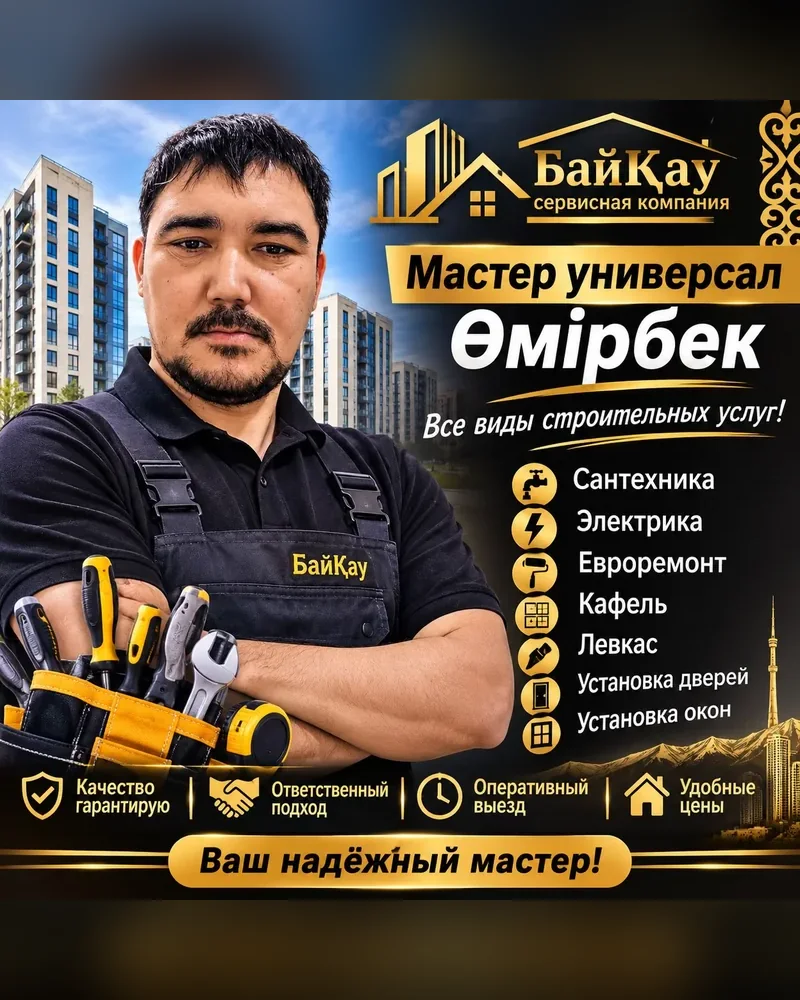 БайҚау
сервисная компания
Мастер универсал
Өмірбек
Все виды строительных услуг!
Сантехника
Электрика
Евроремонт
Кафель
Левкас
Установка дверей
Установка окон
БайҚау
Качество
гарантирую
Ответственный
подход
Оперативный
выезд
Удобные
цены
Ваш надёжный мастер!